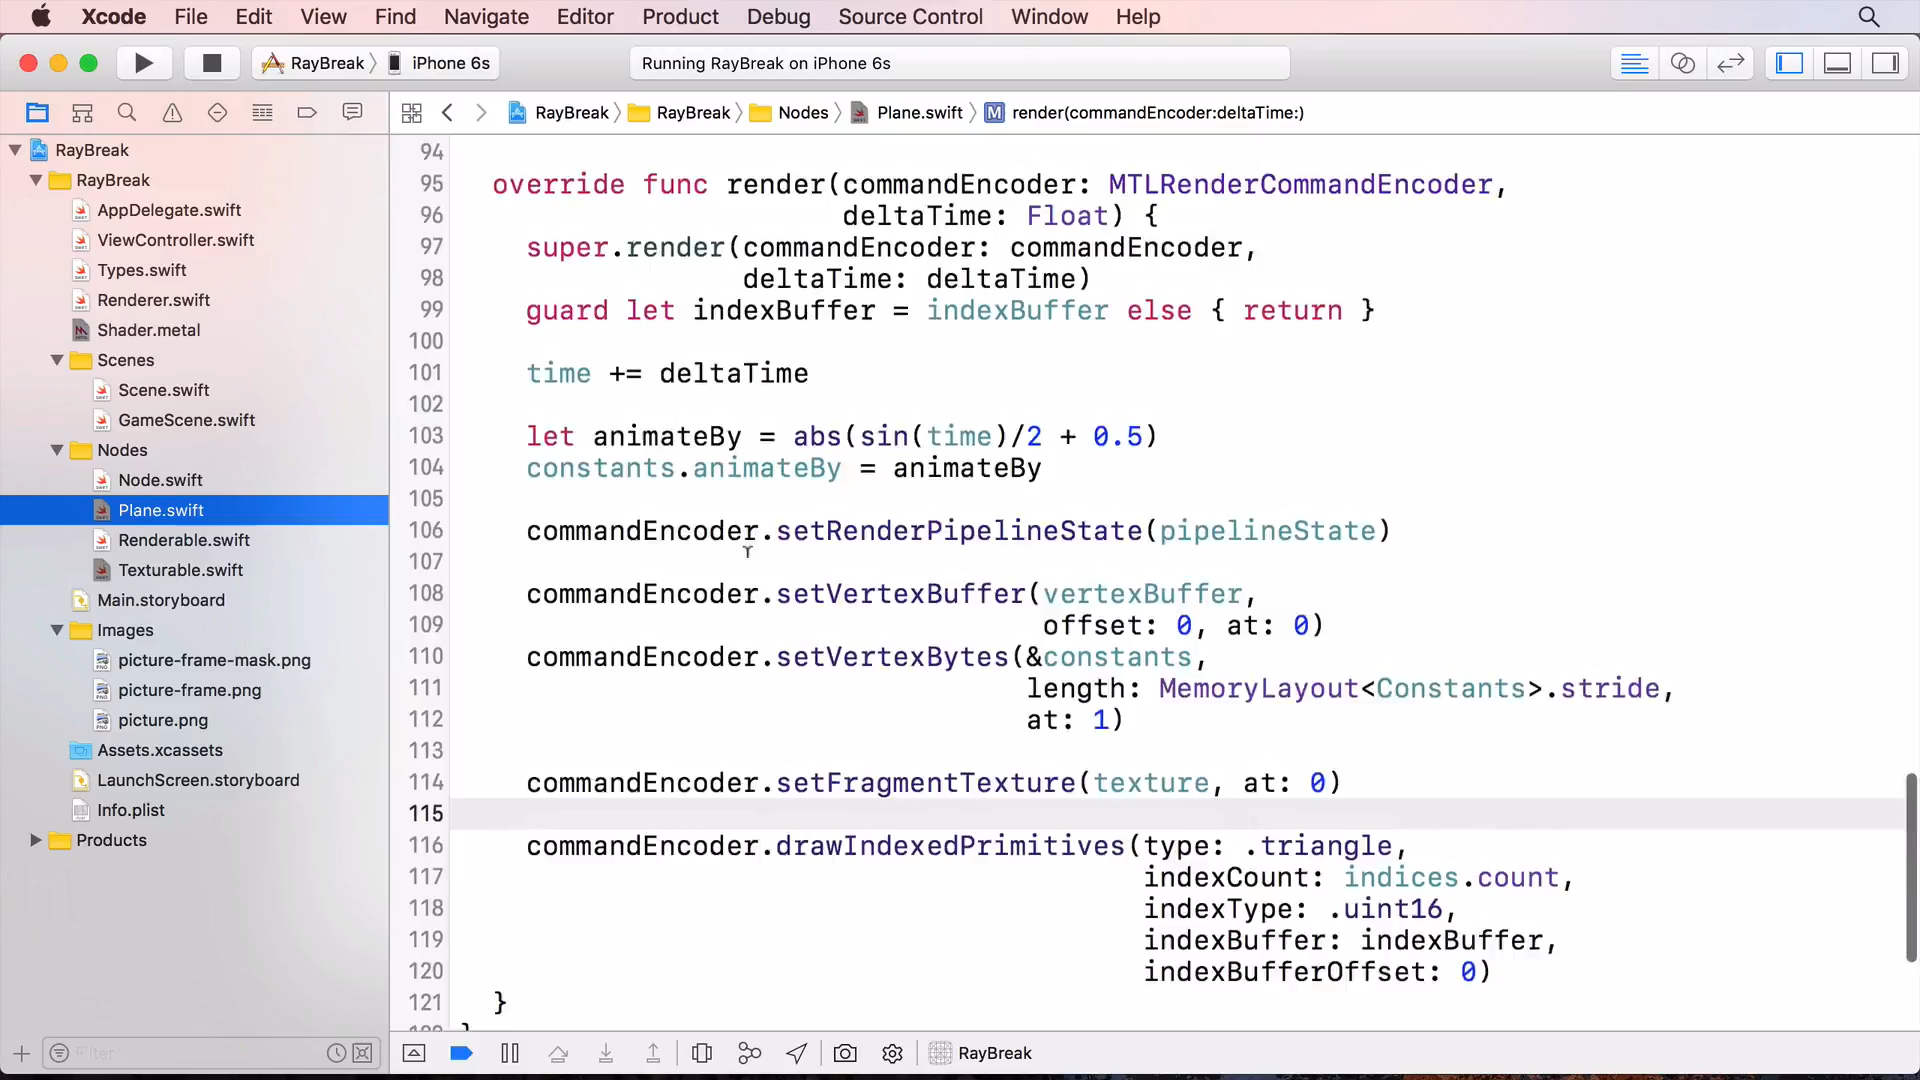 Xcode File Edit View Find Navigate Editor Product Debug Source Control Window Help
RayBreak iPhone 6s Running RayBreak on iPhone 6s
RayBreak RayBreak Nodes Plane.swift M render(commandEncoder:deltaTime:)
RayBreak
RayBreak
AppDelegate.swift
ViewController.swift
Types.swift
Renderer.swift
Shader.metal
Scenes
Scene.swift
GameScene.swift
Nodes
Node.swift
Plane.swift
Renderable.swift
Texturable.swift
Main.storyboard
Images
picture-frame-mask.png
picture-frame.png
picture.png
Assets.xcassets
LaunchScreen.storyboard
Info.plist
Products
Filter
94
95 override func render(commandEncoder: MTLRenderCommandEncoder,
96 deltaTime: Float) {
97 super.render(commandEncoder: commandEncoder,
98 deltaTime: deltaTime)
99 guard let indexBuffer = indexBuffer else { return }
100
101 time += deltaTime
102
103 let animateBy = abs(sin(time)/2 + 0.5)
104 constants.animateBy = animateBy
105
106 commandEncoder.setRenderPipelineState(pipelineState)
107
108 commandEncoder.setVertexBuffer(vertexBuffer,
109 offset: 0, at: 0)
110 commandEncoder.setVertexBytes(&constants,
111 length: MemoryLayout<Constants>.stride,
112 at: 1)
113
114 commandEncoder.setFragmentTexture(texture, at: 0)
115
116 commandEncoder.drawIndexedPrimitives(type: .triangle,
117 indexCount: indices.count,
118 indexType: .uint16,
119 indexBuffer: indexBuffer,
120 indexBufferOffset: 0)
121 }
RayBreak